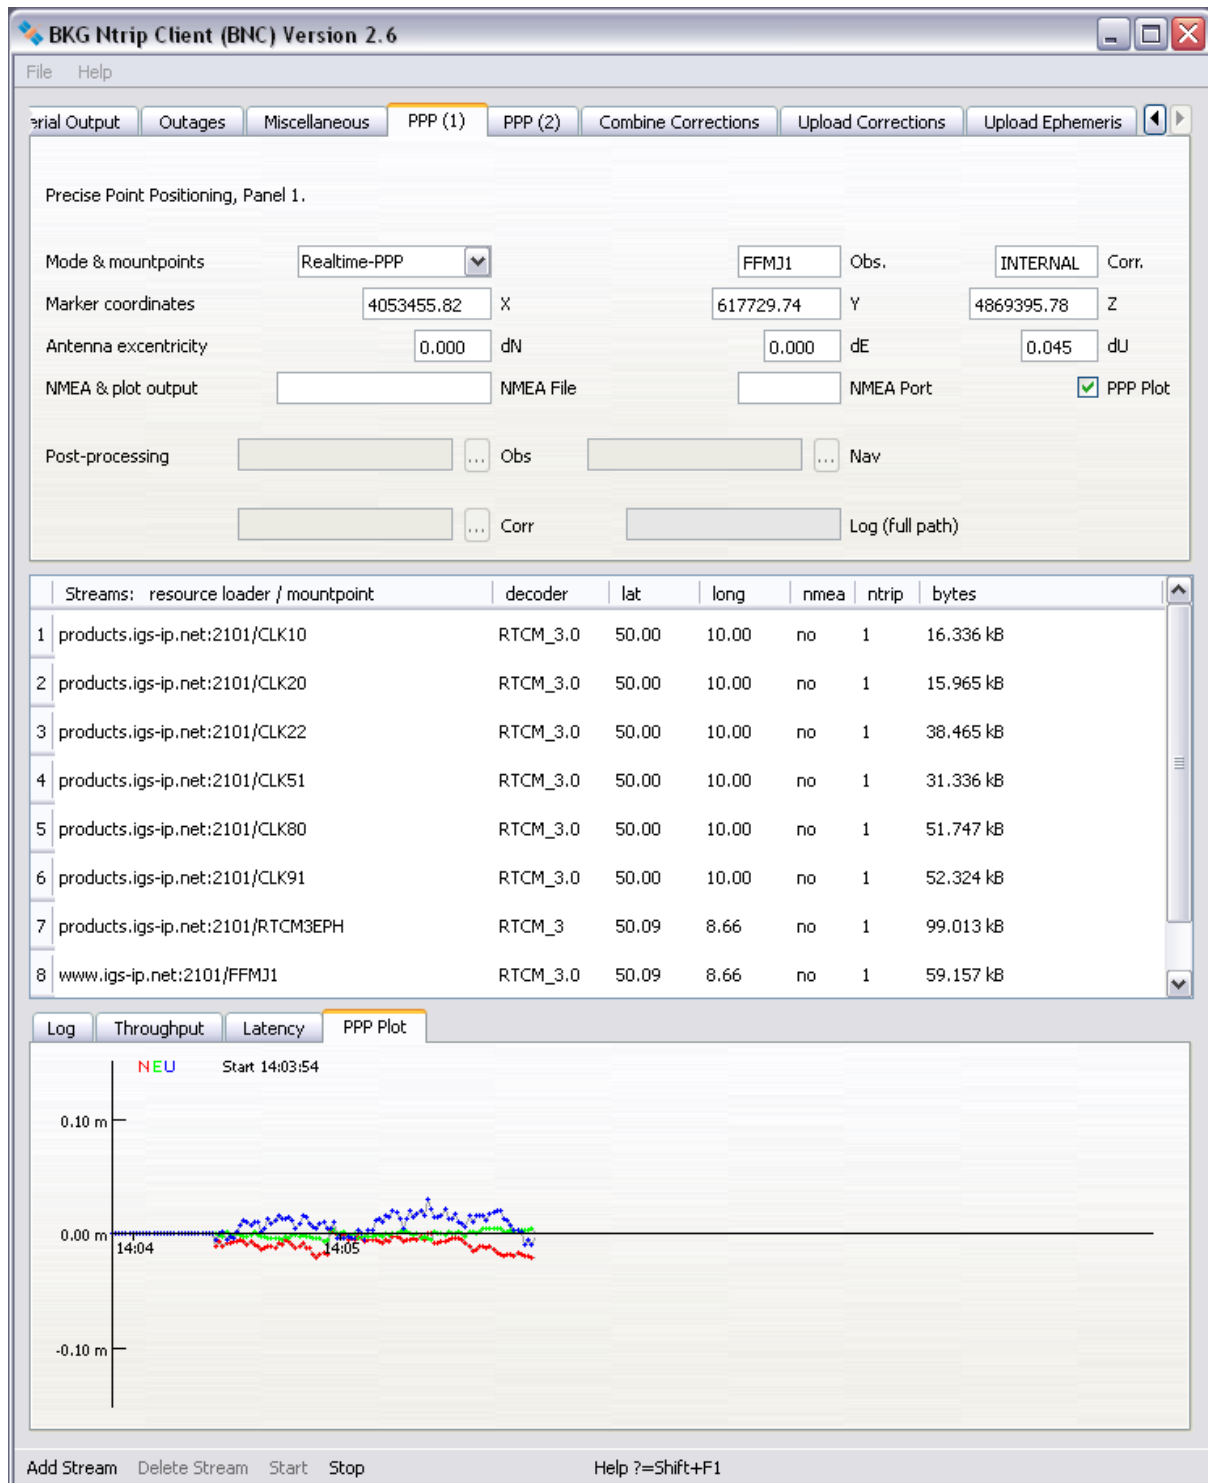 BKG Ntrip Client (BNC) Version 2.6
File Help
erial Output Outages Miscellaneous PPP (1) PPP (2) Combine Corrections Upload Corrections Upload Ephemeris
Precise Point Positioning, Panel 1.
Mode & mountpoints Realtime-PPP FFMJ1 Obs. INTERNAL Corr.
Marker coordinates 4053455.82 X 617729.74 Y 4869395.78 Z
Antenna excentricity 0.000 dN 0.000 dE 0.045 dU
NMEA & plot output NMEA File NMEA Port PPP Plot
Post-processing ... Obs ... Nav
... Corr Log (full path)
Streams: resource loader / mountpoint decoder lat long nmea ntrip bytes
1 products.igs-ip.net:2101/CLK10 RTCM_3.0 50.00 10.00 no 1 16.336 kB
2 products.igs-ip.net:2101/CLK20 RTCM_3.0 50.00 10.00 no 1 15.965 kB
3 products.igs-ip.net:2101/CLK22 RTCM_3.0 50.00 10.00 no 1 38.465 kB
4 products.igs-ip.net:2101/CLK51 RTCM_3.0 50.00 10.00 no 1 31.336 kB
5 products.igs-ip.net:2101/CLK80 RTCM_3.0 50.00 10.00 no 1 51.747 kB
6 products.igs-ip.net:2101/CLK91 RTCM_3.0 50.00 10.00 no 1 52.324 kB
7 products.igs-ip.net:2101/RTCM3EPH RTCM_3 50.09 8.66 no 1 99.013 kB
8 www.igs-ip.net:2101/FFMJ1 RTCM_3.0 50.09 8.66 no 1 59.157 kB
Log Throughput Latency PPP Plot
NEU Start 14:03:54
0.10 m
0.00 m
14:04 14:05
-0.10 m
Add Stream Delete Stream Start Stop Help ?=Shift+F1